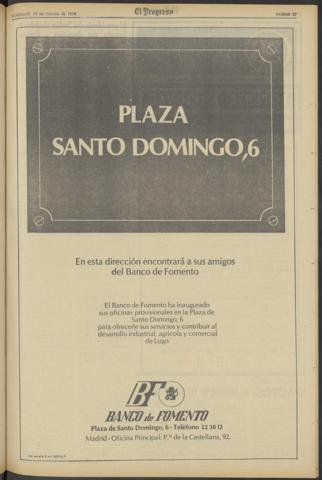 El Progreso
PLAZA
SANTO DOMINGO,6
En esta dirección encontrará a sus amigos
del Banco de Fomento
El Banco de Fomento ha inaugurado
sus oficinas provisionales en la Plaza de
Santo Domingo, 6
para ofrecerle sus servicios y contribuir al
desarrollo industrial, agrícola y comercial
de Lugo
BF
BANCO de FOMENTO
Plaza de Santo Domingo, 6 - Teléfono 22 30 12
Madrid - Oficina Principal: P.º de la Castellana, 92.